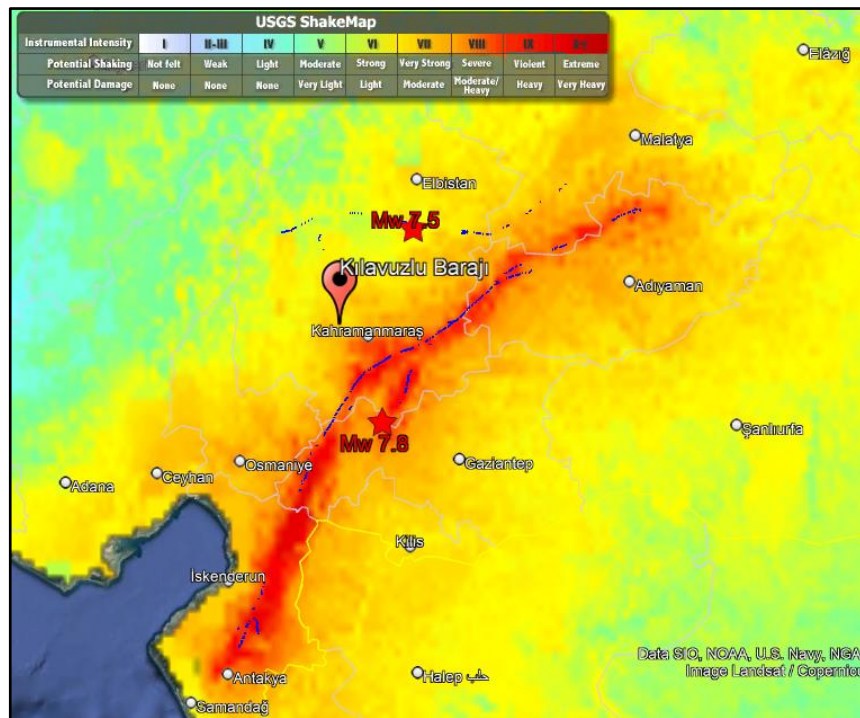 USGS ShakeMap
Instrumental Intensity I II-III IV V VI VII VIII IX X+
Potential Shaking Not felt Weak Light Moderate Strong Very Strong Severe Violent Extreme
Potential Damage None None None Very Light Light Moderate Moderate/ Heavy Heavy Very Heavy
Elâzığ
Malatya
Elbistan
Mw 7.5
Kılavuzlu Barajı
Adıyaman
Kahramanmaraş
Mw 7.8
Şanlıurfa
Osmaniye
Gaziantep
Ceyhan
Adana
Kilis
İskenderun
Data SIO, NOAA, U.S. Navy, NGA
Image Landsat / Copernicu
Antakya
Halep حلب
Samandağ